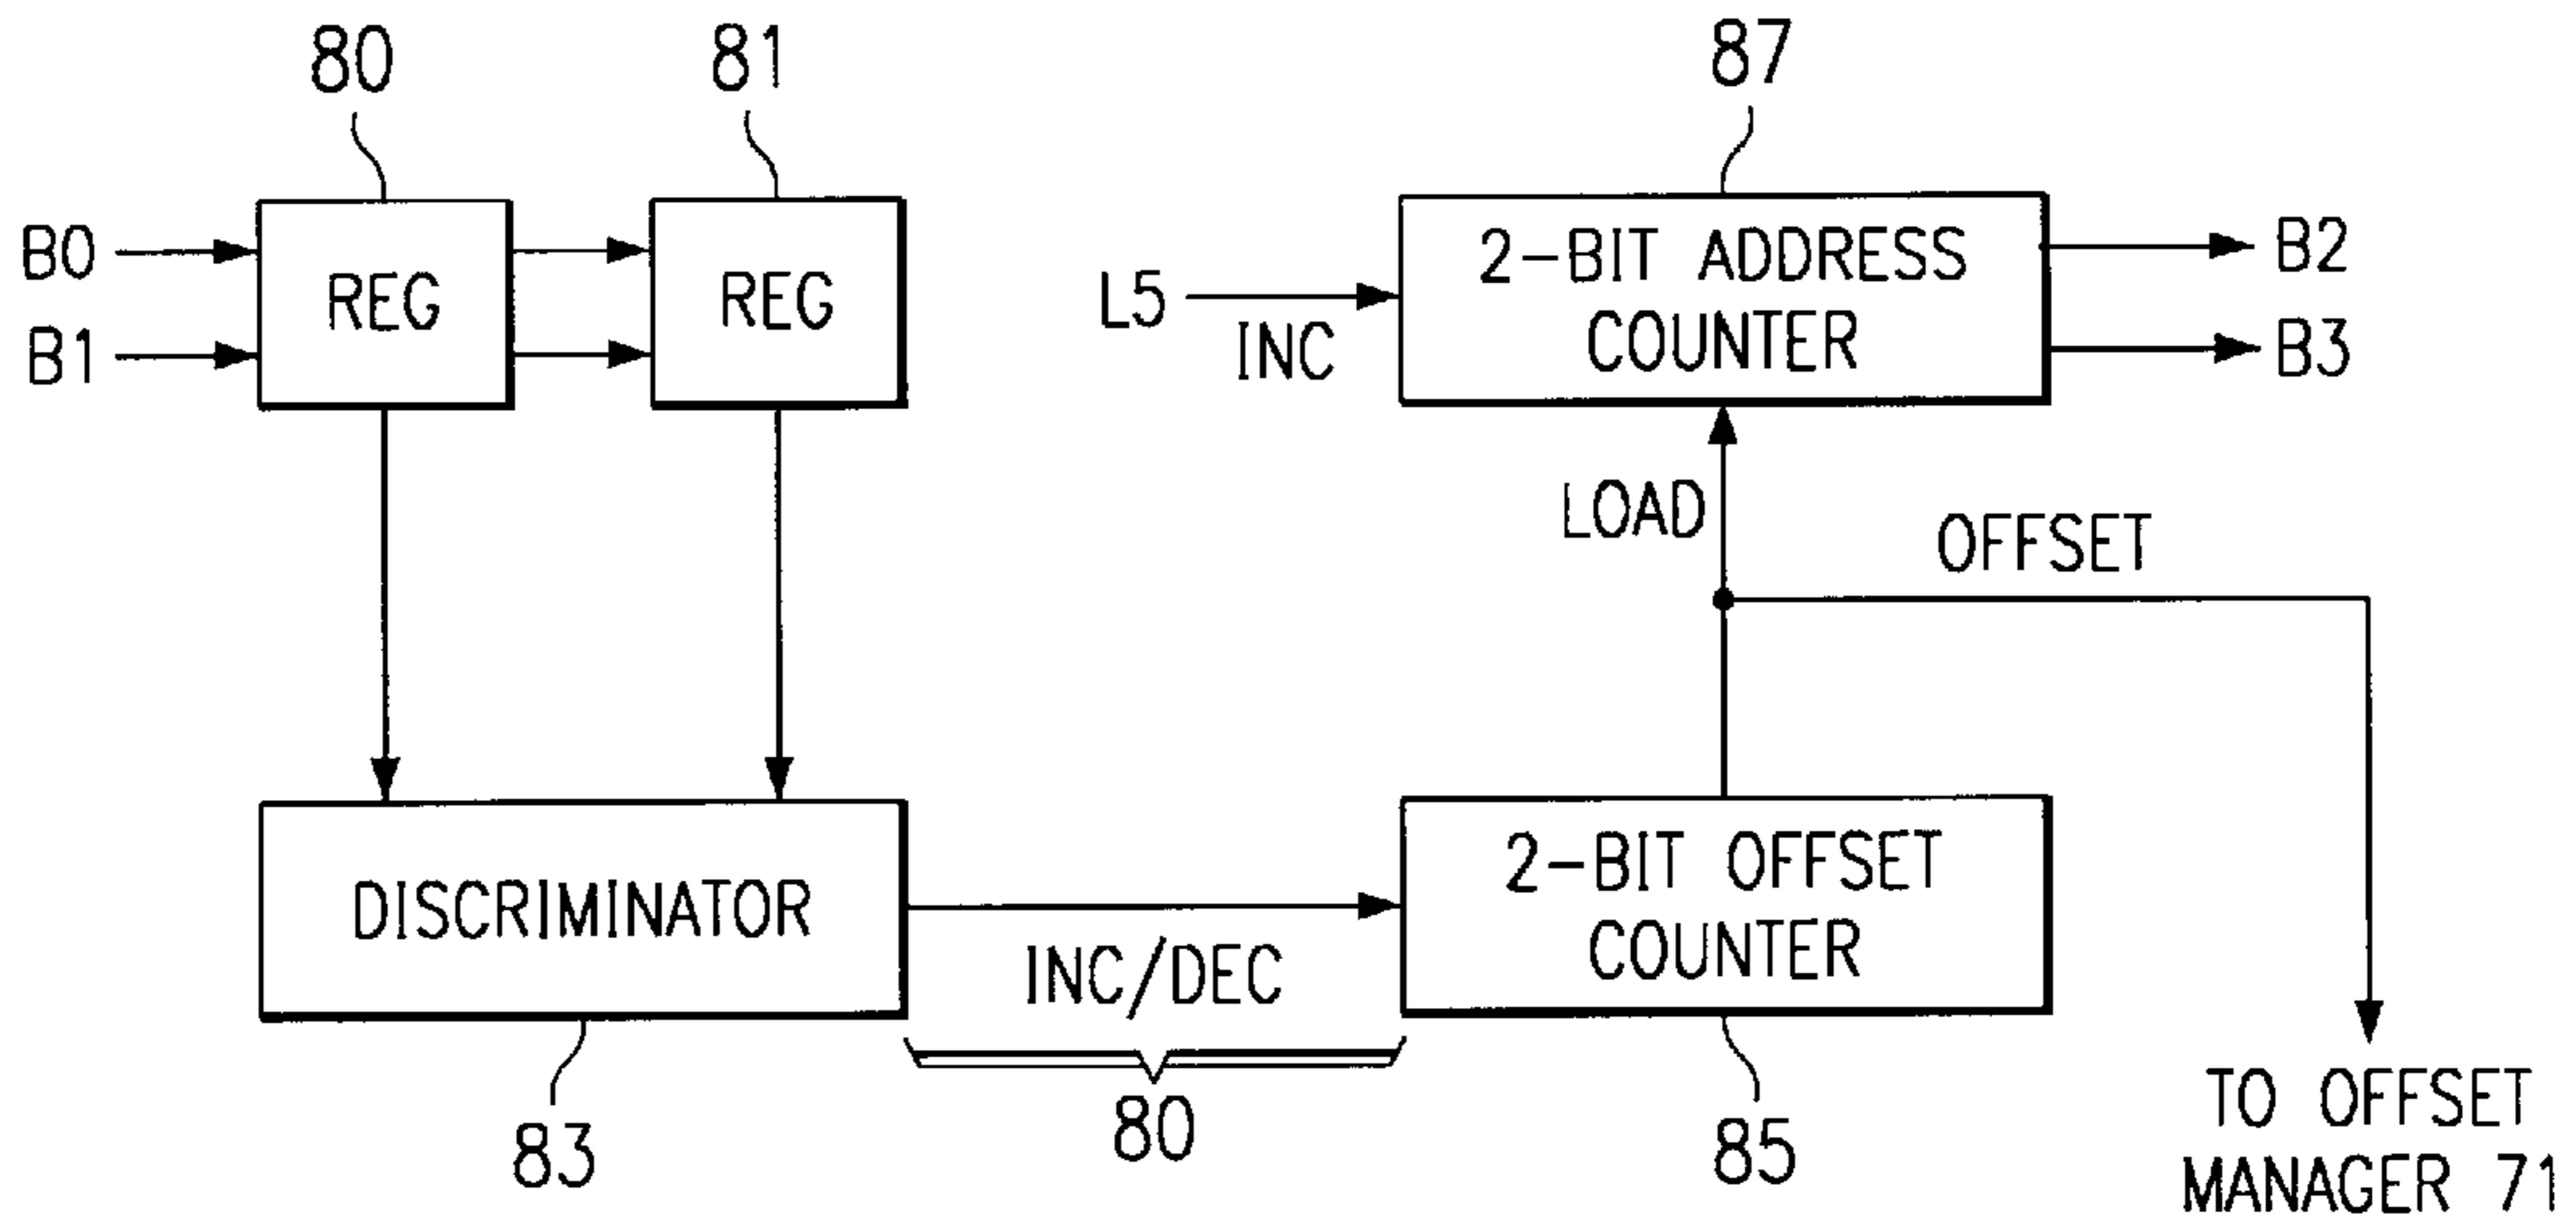 80
81
87
B0
B1
REG
REG
L5
INC
2-BIT ADDRESS
COUNTER
B2
B3
LOAD
OFFSET
DISCRIMINATOR
INC/DEC
2-BIT OFFSET
COUNTER
83
80
85
TO OFFSET
MANAGER 71